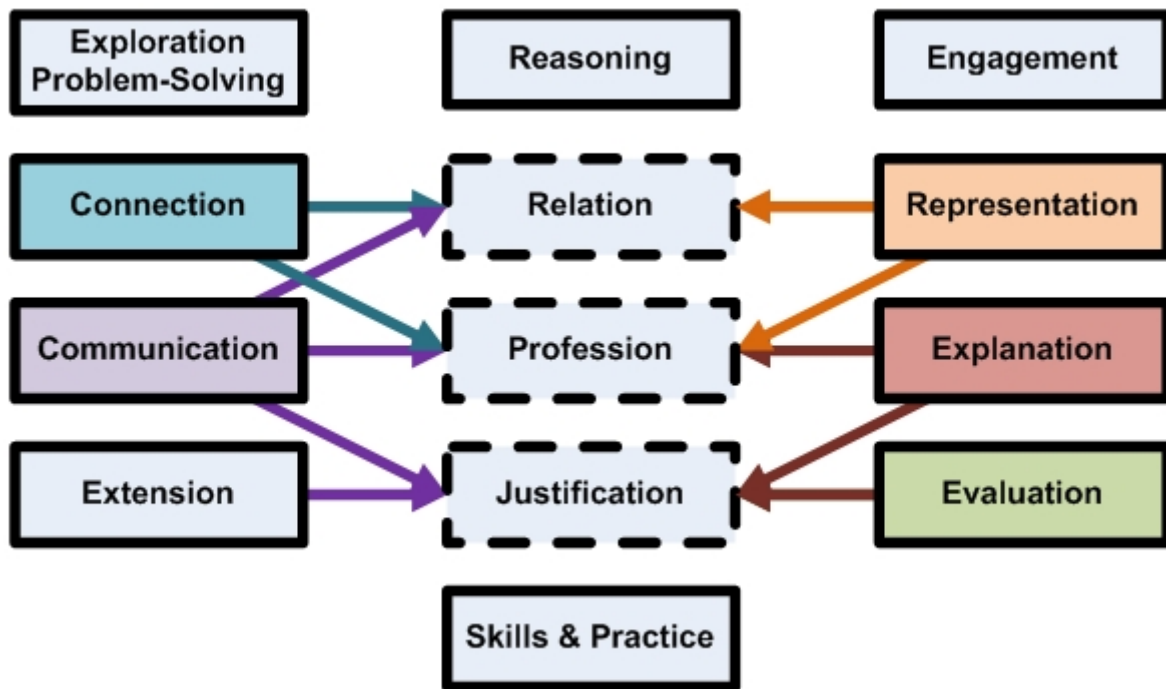 Exploration
Problem-Solving
Reasoning
Engagement
Connection
Relation
Representation
Communication
Profession
Explanation
Extension
Justification
Evaluation
Skills & Practice